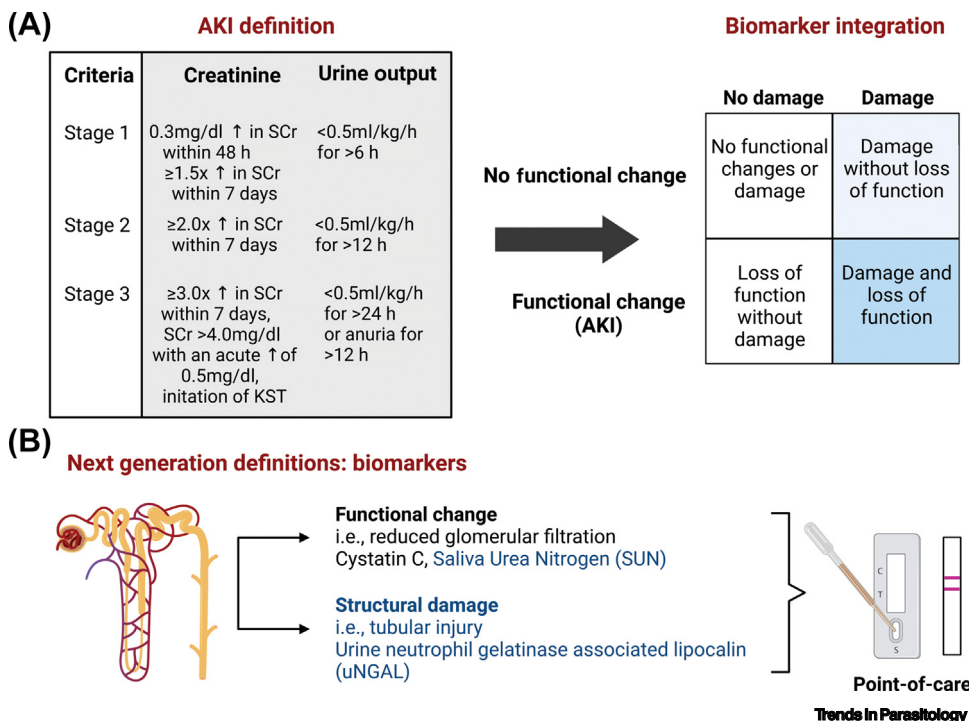 (A)
AKI definition
Criteria Creatinine Urine output
Stage 1
0.3mg/dl ↑ in SCr
within 48 h
≥1.5x ↑ in SCr
within 7 days
<0.5ml/kg/h
for >6 h
Stage 2
≥2.0x ↑ in SCr
within 7 days
<0.5ml/kg/h
for >12 h
Stage 3
≥3.0x ↑ in SCr
within 7 days,
SCr >4.0mg/dl
with an acute ↑of
0.5mg/dl,
initation of KST
<0.5ml/kg/h
for >24 h
or anuria for
>12 h
Biomarker integration
No damage Damage
No functional change
No functional
changes or
damage
Damage
without loss
of function
Functional change
(AKI)
Loss of
function
without
damage
Damage and
loss of
function
(B)
Next generation definitions: biomarkers
Functional change
i.e., reduced glomerular filtration
Cystatin C, Saliva Urea Nitrogen (SUN)
Structural damage
i.e., tubular injury
Urine neutrophil gelatinase associated lipocalin
(uNGAL)
C
T
S
Point-of-care
Trends in Parasitology